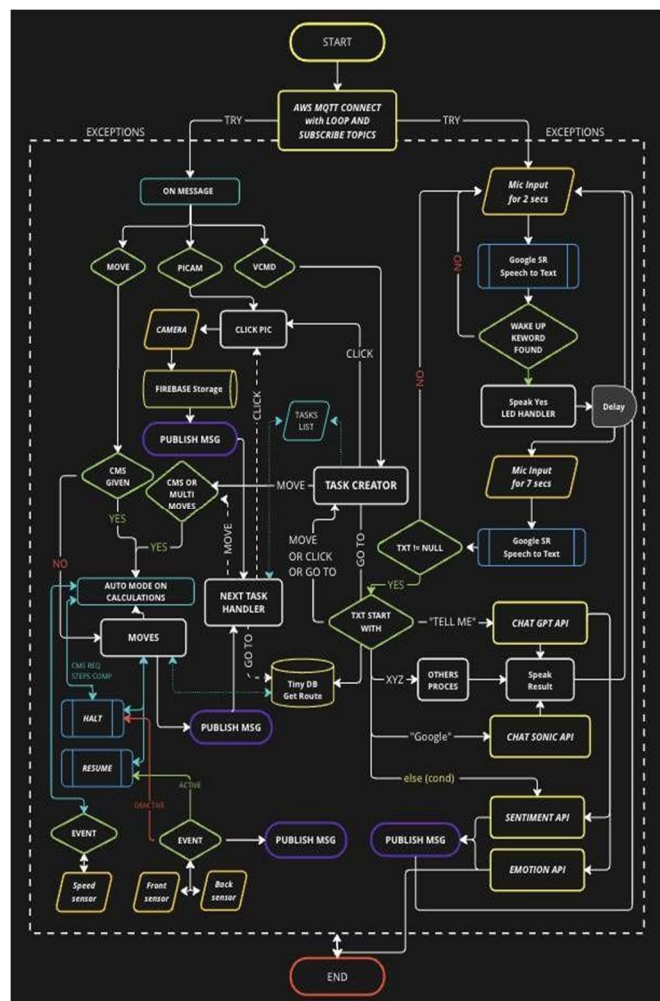 START
AWS MQTT CONNECT
with LOOP AND
SUBSCRIBE TOPICS
EXCEPTIONS
TRY
TRY
EXCEPTIONS
ON MESSAGE
Mic Input
for 2 secs
MOVE
PICAM
VCMD
NO
Google SR
Speech to Text
CAMERA
CLICK PIC
WAKE UP
KEWORD
FOUND
CLICK
NO
FIREBASE Storage
CLICK
Speak Yes
LED HANDLER
Delay
TASKS
LIST
PUBLISH MSG
CMS
GIVEN
CMS OR
MULTI
MOVES
MOVE
TASK CREATOR
Mic Input
for 7 secs
YES
YES
MOVE
MOVE
OR CLICK
OR GO TO
GO TO
TXT != NULL
Google SR
Speech to Text
NO
AUTO MODE ON
CALCULATIONS
NEXT TASK
HANDLER
YES
MOVES
GO TO
TXT START
WITH
"TELL ME"
CHAT GPT API
CMS REQ
STEPS COMP
Tiny DB
Get Route
XYZ
OTHERS
PROCES
Speak
Result
HALT
PUBLISH MSG
"Google"
CHAT SONIC API
RESUME
else (cond)
DEACTIVE
ACTIVE
SENTIMENT API
EVENT
EVENT
PUBLISH MSG
PUBLISH MSG
EMOTION API
Speed
sensor
Front
sensor
Back
sensor
END